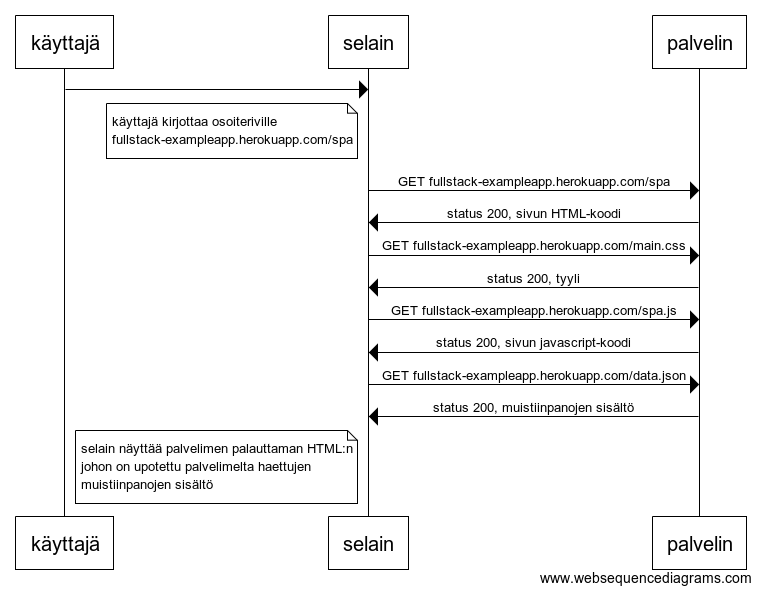 käyttajä
selain
palvelin
käyttajä kirjottaa osoiteriville
fullstack-exampleapp.herokuapp.com/spa
GET fullstack-exampleapp.herokuapp.com/spa
status 200, sivun HTML-koodi
GET fullstack-exampleapp.herokuapp.com/main.css
status 200, tyyli
GET fullstack-exampleapp.herokuapp.com/spa.js
status 200, sivun javascript-koodi
GET fullstack-exampleapp.herokuapp.com/data.json
status 200, muistiinpanojen sisältö
selain näyttää palvelimen palauttaman HTML:n
johon on upotettu palvelimelta haettujen
muistiinpanojen sisältö
käyttajä
selain
palvelin
www.websequencediagrams.com